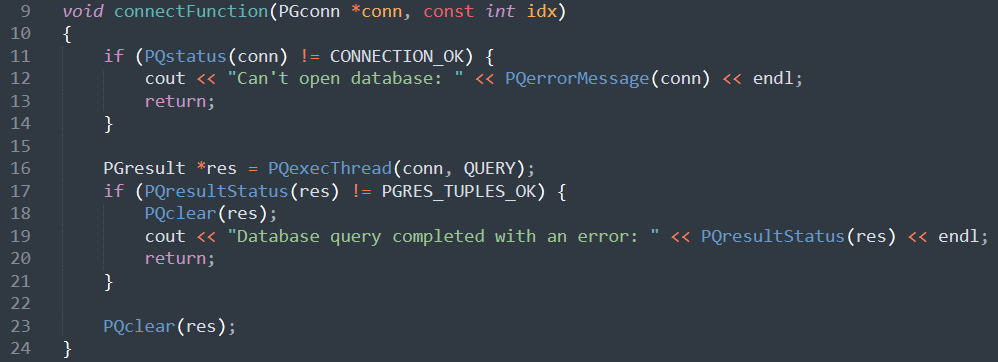 9 void connectFunction(PGconn *conn, const int idx)
10 {
11 if (PQstatus(conn) != CONNECTION_OK) {
12 cout << "Can't open database: " << PQerrorMessage(conn) << endl;
13 return;
14 }
15
16 PGresult *res = PQexecThread(conn, QUERY);
17 if (PQresultStatus(res) != PGRES_TUPLES_OK) {
18 PQclear(res);
19 cout << "Database query completed with an error: " << PQresultStatus(res) << endl;
20 return;
21 }
22
23 PQclear(res);
24 }